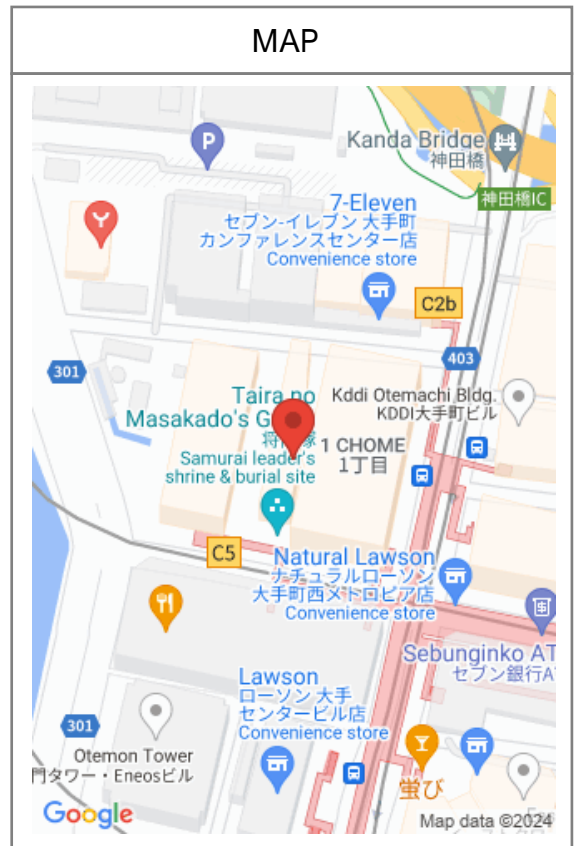 MAP
P
Kanda Bridge
神田橋
7-Eleven
セブン-イレブン 大手町
カンファレンスセンター店
Convenience store
神田橋IC
C2b
301
403
Taira no
Masakado's G
将
塚
Samurai leader's
shrine & burial site
Kddi Otemachi Bldg.
KDDI大手町ビル
1 CHOME
1丁目
C5
Natural Lawson
ナチュラルローソン
大手町西メトロピア店
Convenience store
Sebunginko AT
セブン銀行A
Lawson
ローソン 大手
センタービル店
Convenience store
301
Otemon Tower
門タワー・Eneosビル
蛍び
Google
Map data ©2024